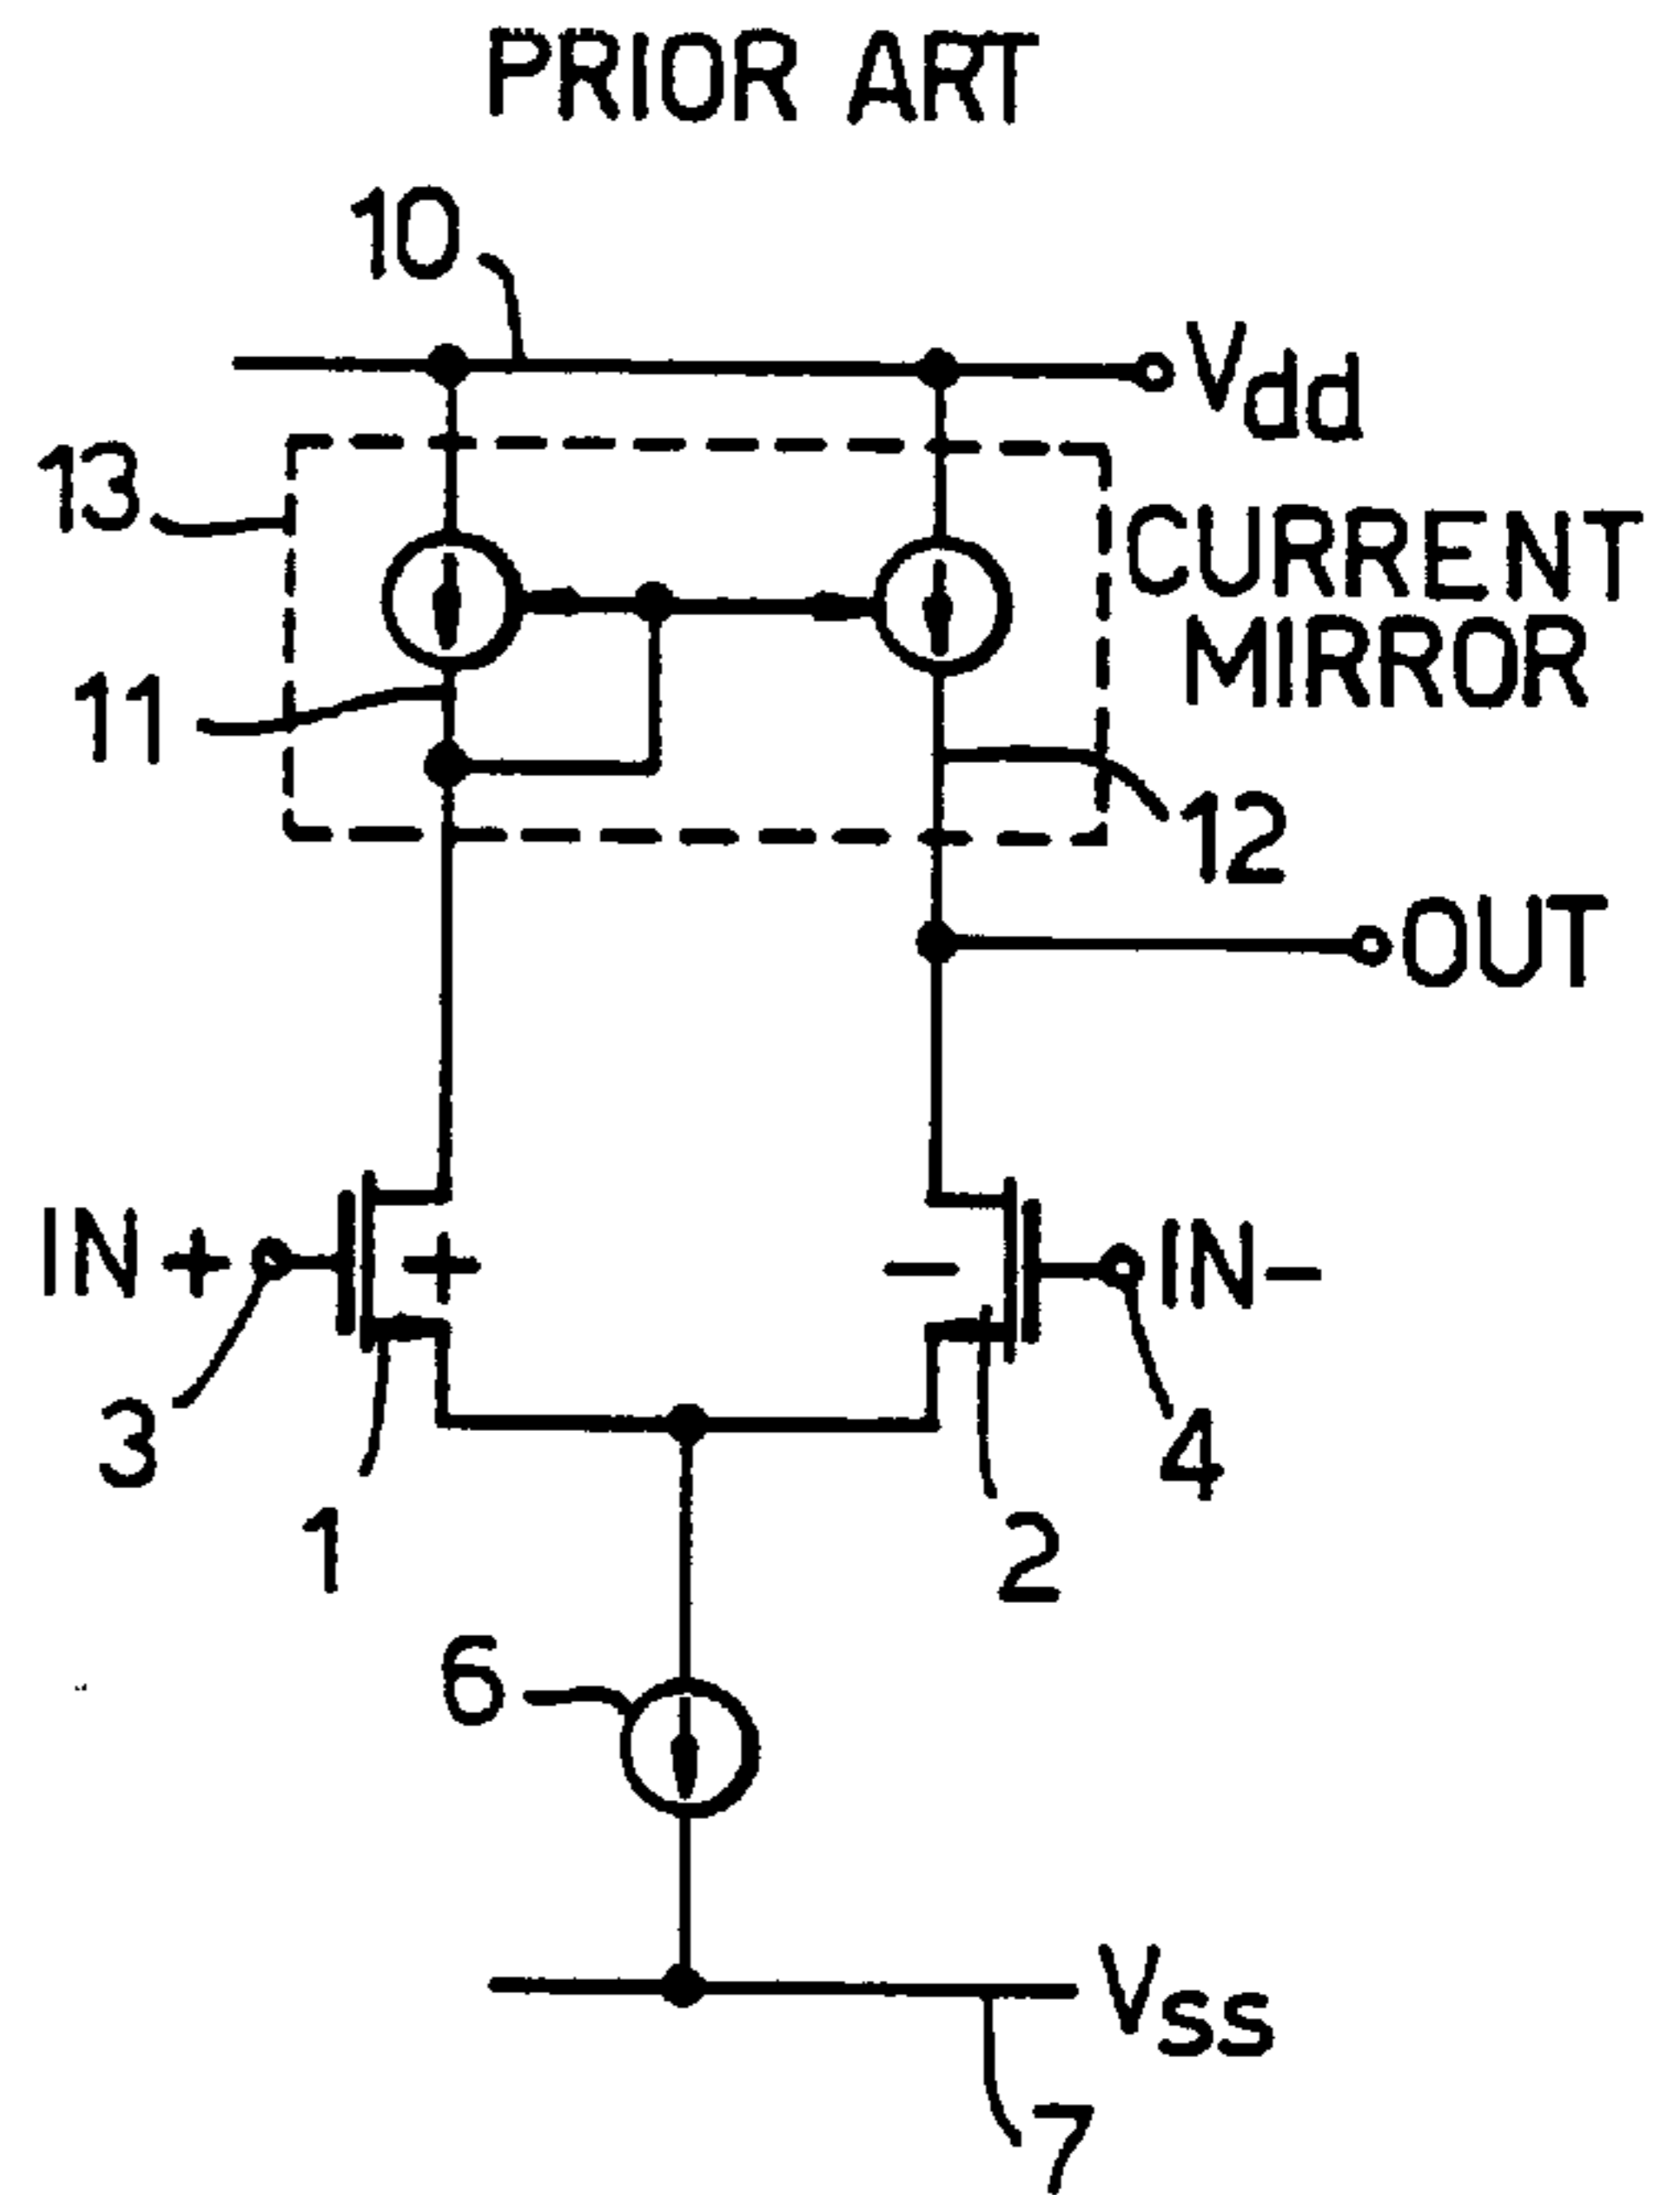 PRIOR ART
10
Vdd
13
CURRENT
MIRROR
11
12
OUT
IN +
+
-
IN-
3
4
1
2
6
Vss
7